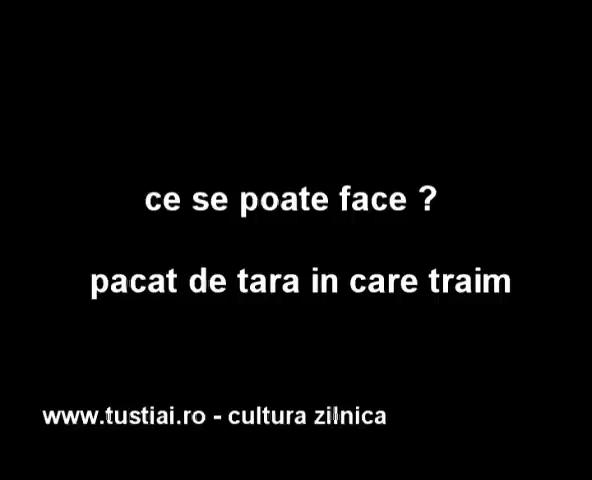 ce se poate face ?
pacat de tara in care traim
www.tustiai.ro - cultura zilnica